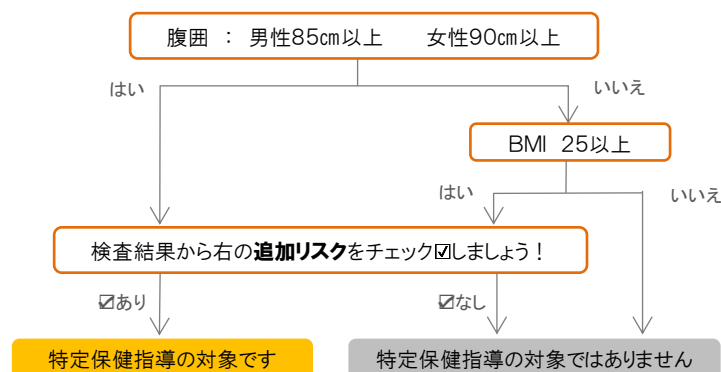 腹囲 ： 男性85㎝以上　　女性90㎝以上
はい
いいえ
BMI 25以上
はい
いいえ
検査結果から右の追加リスクをチェック☑しましょう！
☑あり
☑なし
特定保健指導の対象です
特定保健指導の対象ではありません